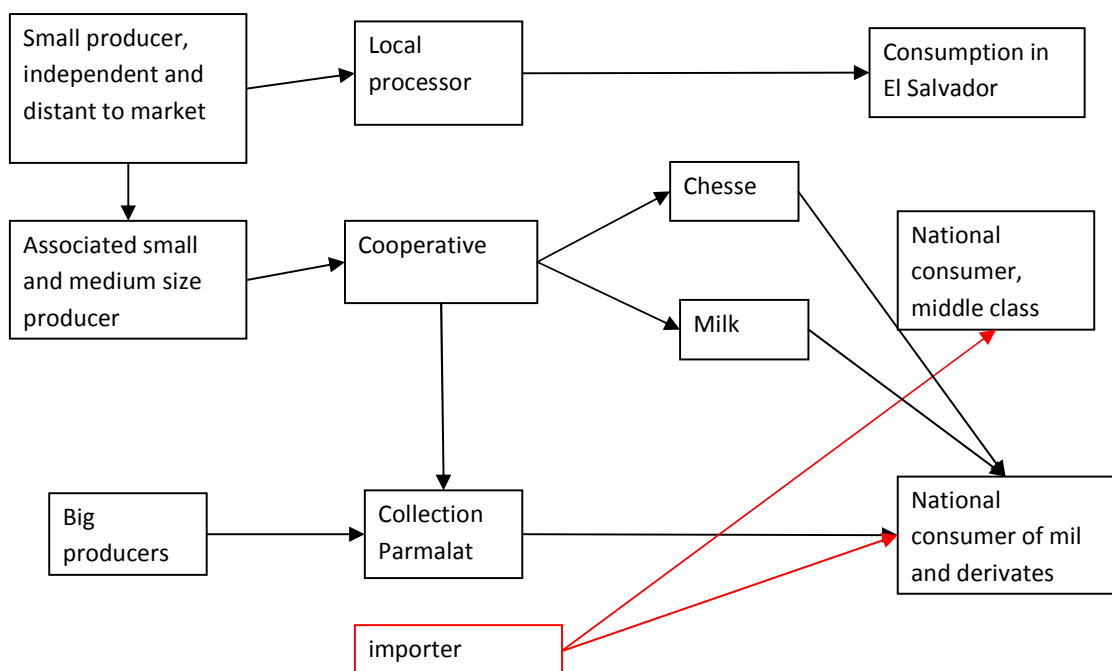 Small producer,
independent and
distant to market
Local
processor
Consumption in
El Salvador
Associated small
and medium size
producer
Cooperative
Chesse
Milk
National
consumer,
middle class
Big
producers
Collection
Parmalat
National
consumer of mil
and derivates
importer